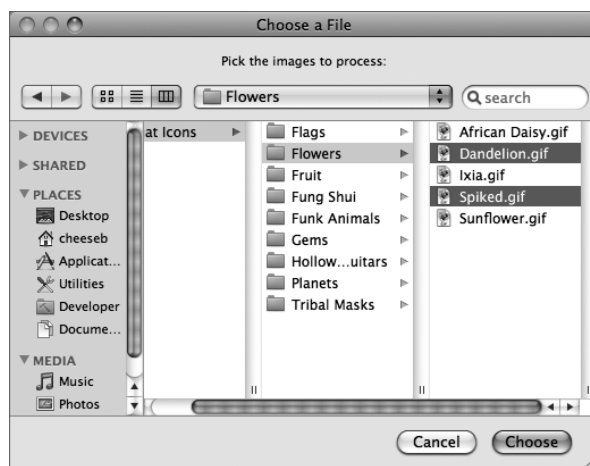 Choose a File
Pick the images to process:
Flowers
search
DEVICES
SHARED
PLACES
Desktop
cheeseb
Applicat...
Utilities
Developer
Docume...
MEDIA
Music
Photos
at Icons
Flags
Flowers
Fruit
Fung Shui
Funk Animals
Gems
Hollow...uitars
Planets
Tribal Masks
African Daisy.gif
Dandelion.gif
Ixia.gif
Spiked.gif
Sunflower.gif
Cancel
Choose